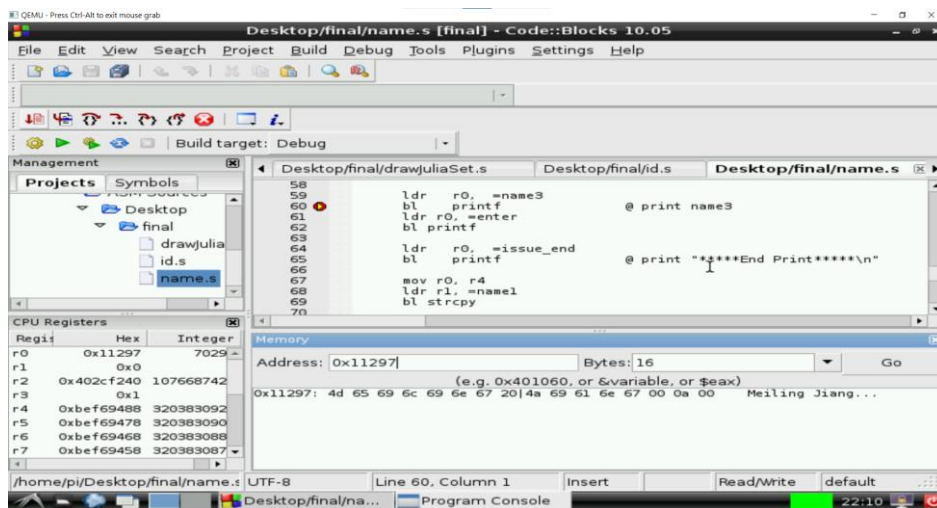 QEMU - Press Ctrl-Alt to exit mouse grab
Desktop/final/name.s [final] - Code::Blocks 10.05
File Edit View Search Project Build Debug Tools Plugins Settings Help
Build target: Debug
Management
Projects Symbols
Desktop
final
drawJulia
id.s
name.s
Desktop/final/drawJuliaSet.s Desktop/final/id.s Desktop/final/name.s
58
59 ldr r0, =name3
60 bl printf @ print name3
61 ldr r0, =enter
62 bl printf
63
64 ldr r0, =issue_end
65 bl printf @ print "*****End Print*****\n"
66
67 mov r0, r4
68 ldr r1, =name1
69 bl strcpy
70
CPU Registers
Regis Hex Integer
r0 0x11297 7029
r1 0x0
r2 0x402cf240 107668742
r3 0x1
r4 0xbef69488 320383092
r5 0xbef69478 320383090
r6 0xbef69468 320383088
r7 0xbef69458 320383087
Memory
Address: 0x11297 Bytes: 16 Go
(e.g. 0x401060, or &variable, or $eax)
0x11297: 4d 65 69 6c 69 6e 67 20|4a 69 61 6e 67 00 0a 00 Meiling Jiang...
/home/pi/Desktop/final/name.s UTF-8 Line 60, Column 1 Insert Read/Write default
Desktop/final/na... Program Console 22:10